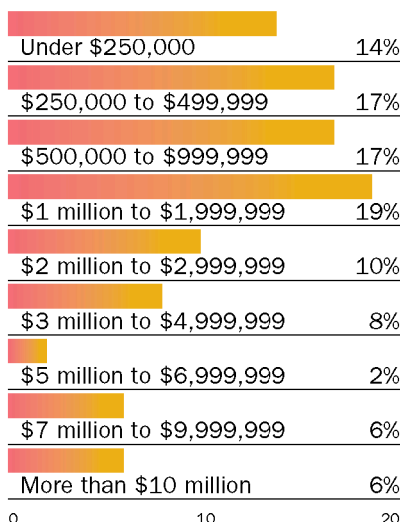 Under $250,000 14%
$250,000 to $499,999 17%
$500,000 to $999,999 17%
$1 million to $1,999,999 19%
$2 million to $2,999,999 10%
$3 million to $4,999,999 8%
$5 million to $6,999,999 2%
$7 million to $9,999,999 6%
More than $10 million 6%
0 10 20